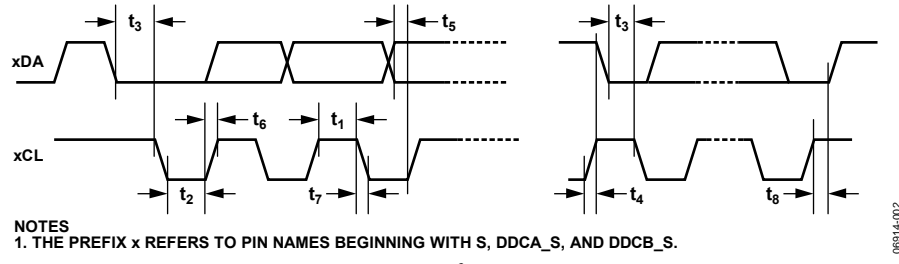 t3 t5 t3
xDA
t6 t1
xCL
t2 t7 t4 t8
NOTES
1. THE PREFIX x REFERS TO PIN NAMES BEGINNING WITH S, DDCA_S, AND DDCB_S.
06914-002